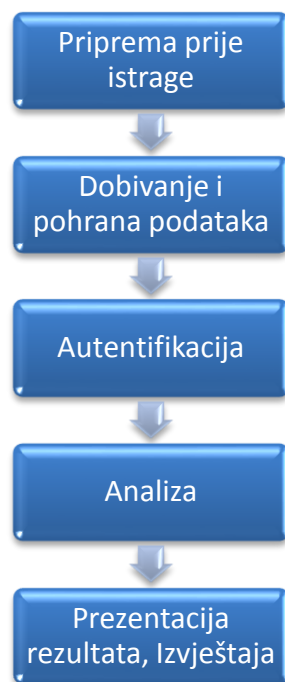 Priprema prije
istrage
Dobivanje i
pohrana podataka
Autentifikacija
Analiza
Prezentacija
rezultata, Izvještaja